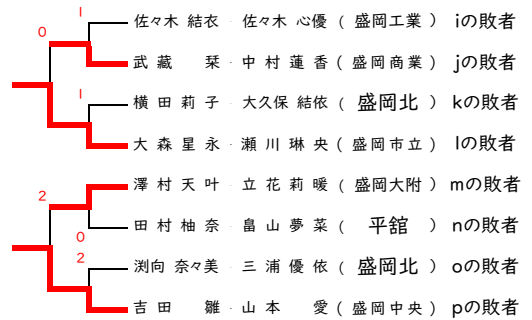 1
佐々木 結衣 - 佐々木 心優 ( 盛岡工業 ) iの敗者
0
武藏 栞 - 中村蓮香 ( 盛岡商業 ) jの敗者
1
横田莉子 - 大久保 結依 ( 盛岡北 ) kの敗者
大森星永 - 瀬川琳央 ( 盛岡市立 ) lの敗者
澤村天叶 - 立花莉暖 ( 盛岡大附 ) mの敗者
2
田村柚奈 - 畠山夢菜 ( 平舘 ) nの敗者
0
2
渕向 奈々美 - 三浦優依 ( 盛岡北 ) oの敗者
吉田 雛 - 山本 愛 ( 盛岡中央 ) pの敗者